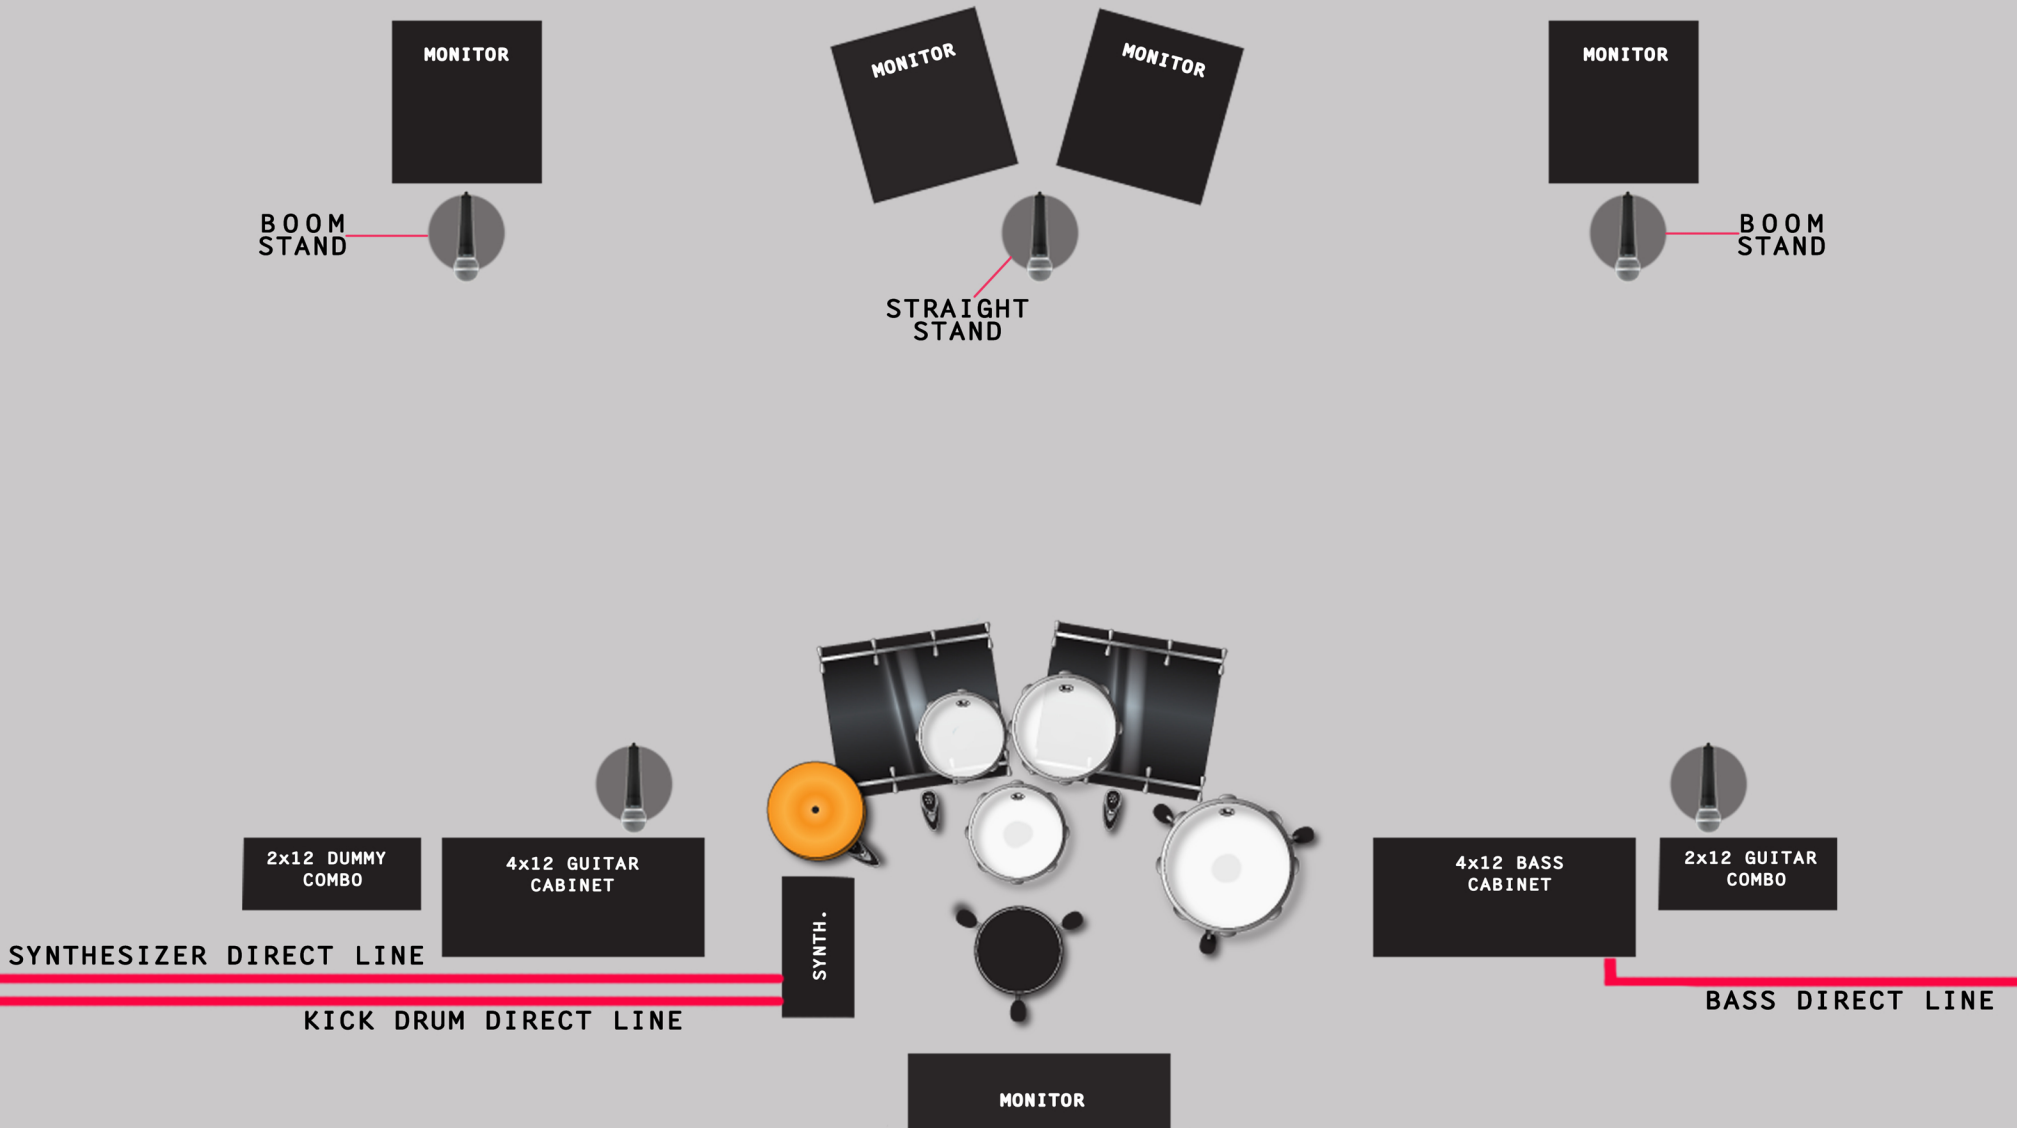 MONITOR
MONITOR
MONITOR
MONITOR
BOOM
STAND
STRAIGHT
STAND
BOOM
STAND
2x12 DUMMY
COMBO
4x12 GUITAR
CABINET
SYNTH.
4x12 BASS
CABINET
2x12 GUITAR
COMBO
SYNTHESIZER DIRECT LINE
KICK DRUM DIRECT LINE
BASS DIRECT LINE
MONITOR